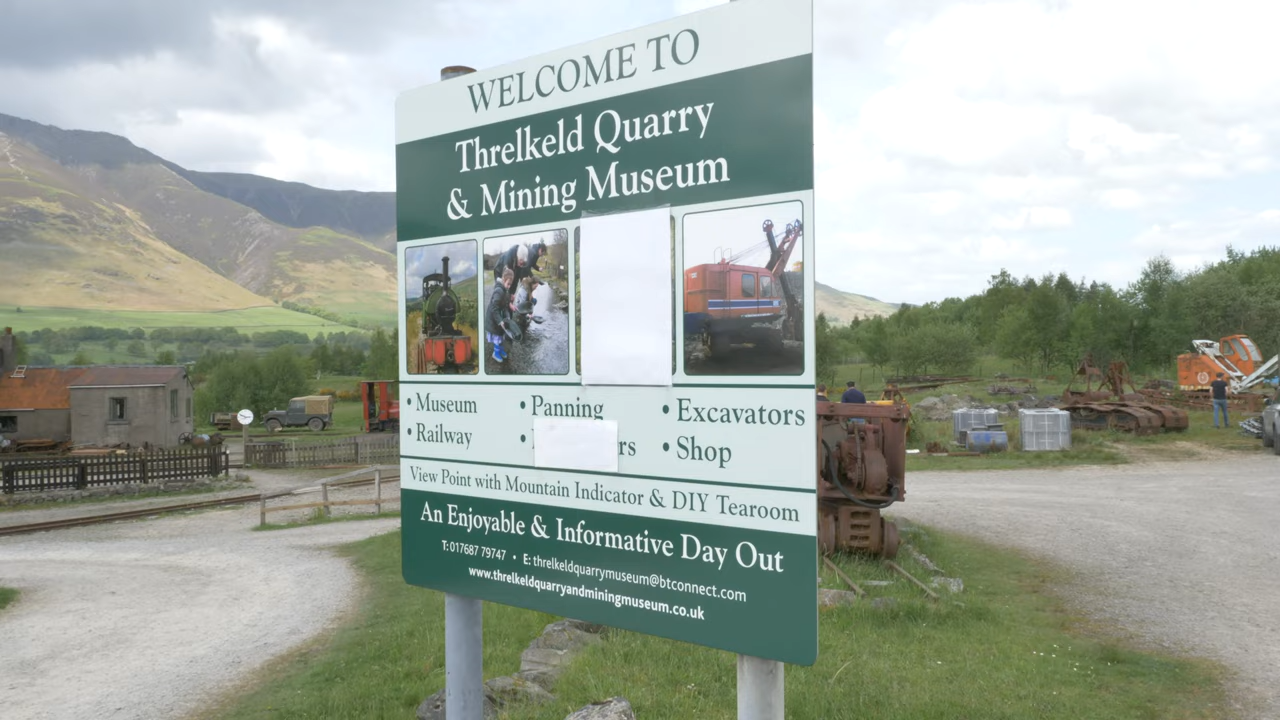 WELCOME TO
Threlkeld Quarry
& Mining Museum
• Museum
• Panning
• Excavators
• Railway
• rs
• Shop
View Point with Mountain Indicator & DIY Tearoom
An Enjoyable & Informative Day Out
T: 017687 79747 • E: threlkeldquarrymuseum@btconnect.com
www.threlkeldquarryandminingmuseum.co.uk